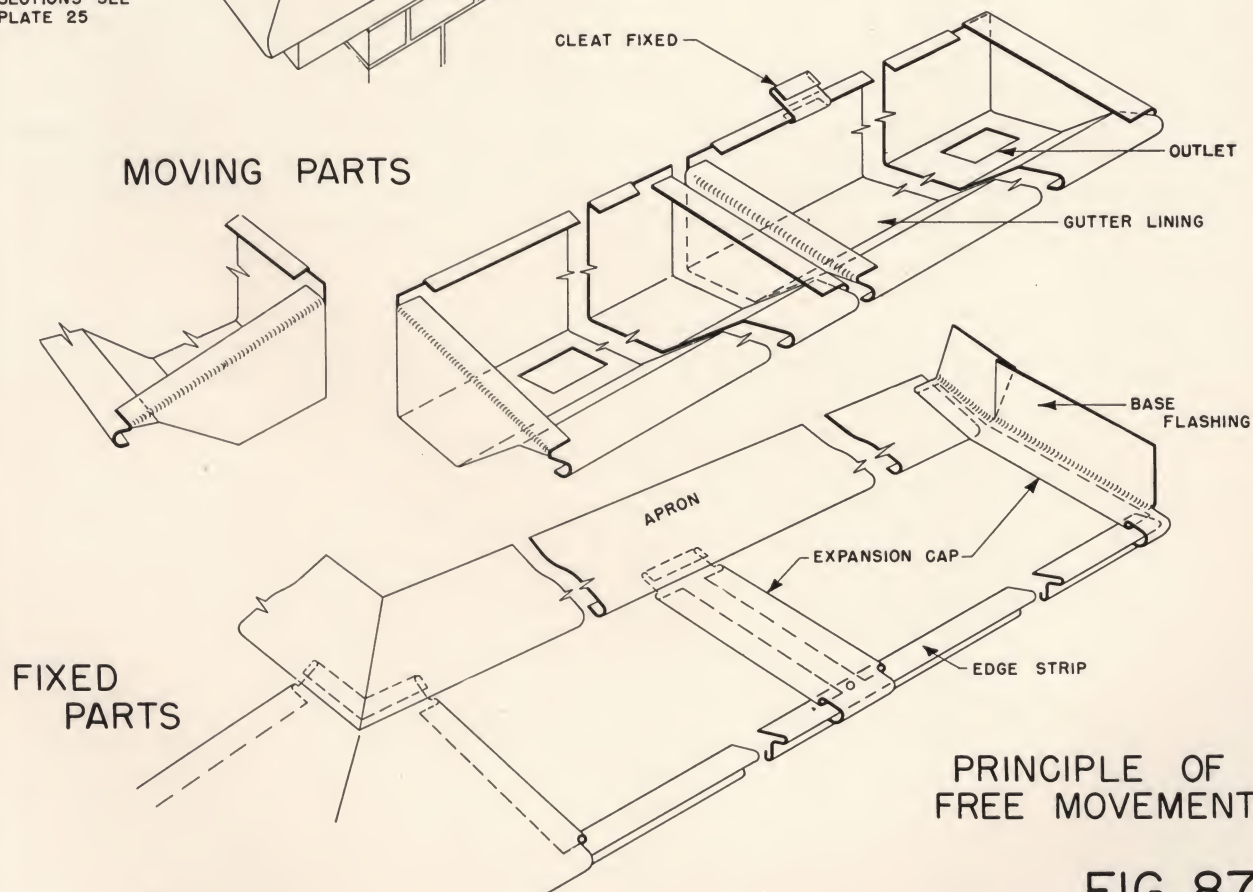 SECTIONS SEE
PLATE 25
CLEAT FIXED
MOVING PARTS
OUTLET
GUTTER LINING
BASE
FLASHING
APRON
EXPANSION CAP
EDGE STRIP
FIXED
PARTS
PRINCIPLE OF
FREE MOVEMENT
FIG 87